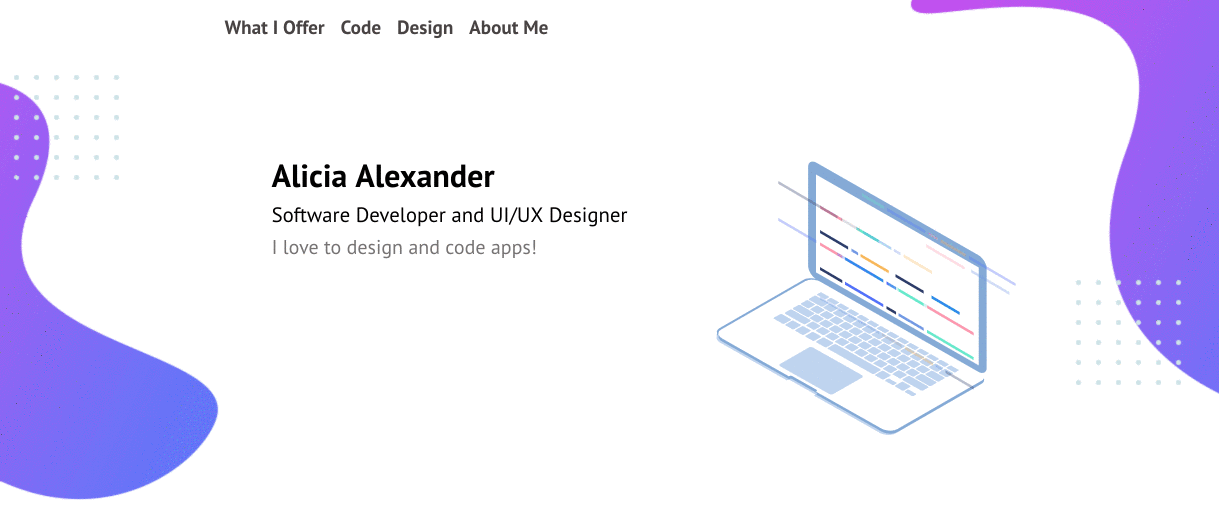 What I Offer Code Design About Me
Alicia Alexander
Software Developer and UI/UX Designer
I love to design and code apps!